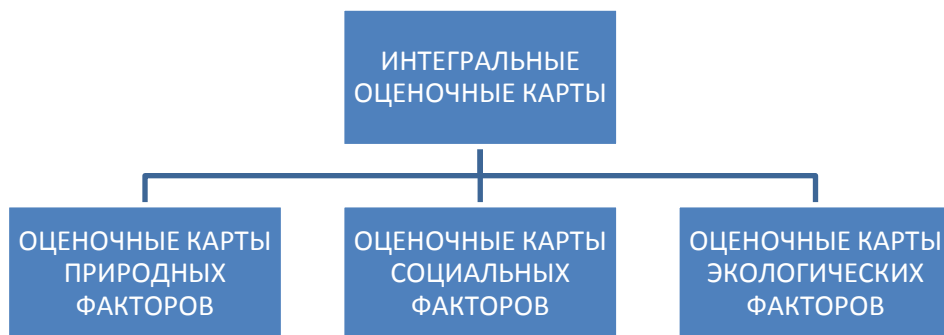 ИНТЕГРАЛЬНЫЕ
ОЦЕНОЧНЫЕ КАРТЫ
ОЦЕНОЧНЫЕ КАРТЫ
ПРИРОДНЫХ
ФАКТОРОВ
ОЦЕНОЧНЫЕ КАРТЫ
СОЦИАЛЬНЫХ
ФАКТОРОВ
ОЦЕНОЧНЫЕ КАРТЫ
ЭКОЛОГИЧЕСКИХ
ФАКТОРОВ